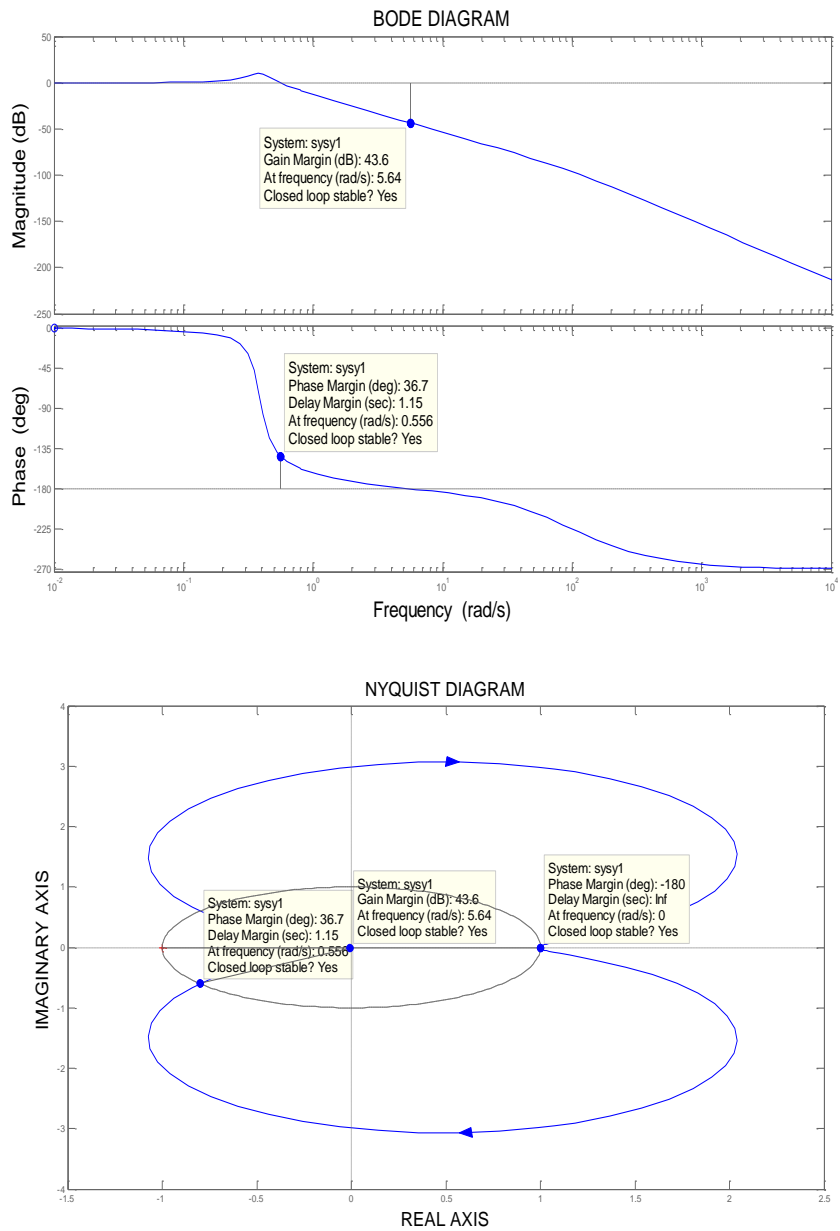 BODE DIAGRAM
Magnitude (dB)
50
0
-50
-100
-150
-200
-250
System: sysy1
Gain Margin (dB): 43.6
At frequency (rad/s): 5.64
Closed loop stable? Yes
Phase (deg)
0
-45
-90
-135
-180
-225
-270
System: sysy1
Phase Margin (deg): 36.7
Delay Margin (sec): 1.15
At frequency (rad/s): 0.556
Closed loop stable? Yes
10^-2 10^-1 10^0 10^1 10^2 10^3 10^4
Frequency (rad/s)
NYQUIST DIAGRAM
IMAGINARY AXIS
4
3
2
1
0
-1
-2
-3
-4
System: sysy1
Phase Margin (deg): 36.7
Delay Margin (sec): 1.15
At frequency (rad/s): 0.556
Closed loop stable? Yes
System: sysy1
Gain Margin (dB): 43.6
At frequency (rad/s): 5.64
Closed loop stable? Yes
System: sysy1
Phase Margin (deg): -180
Delay Margin (sec): Inf
At frequency (rad/s): 0
Closed loop stable? Yes
-1.5 -1 -0.5 0 0.5 1 1.5 2 2.5
REAL AXIS